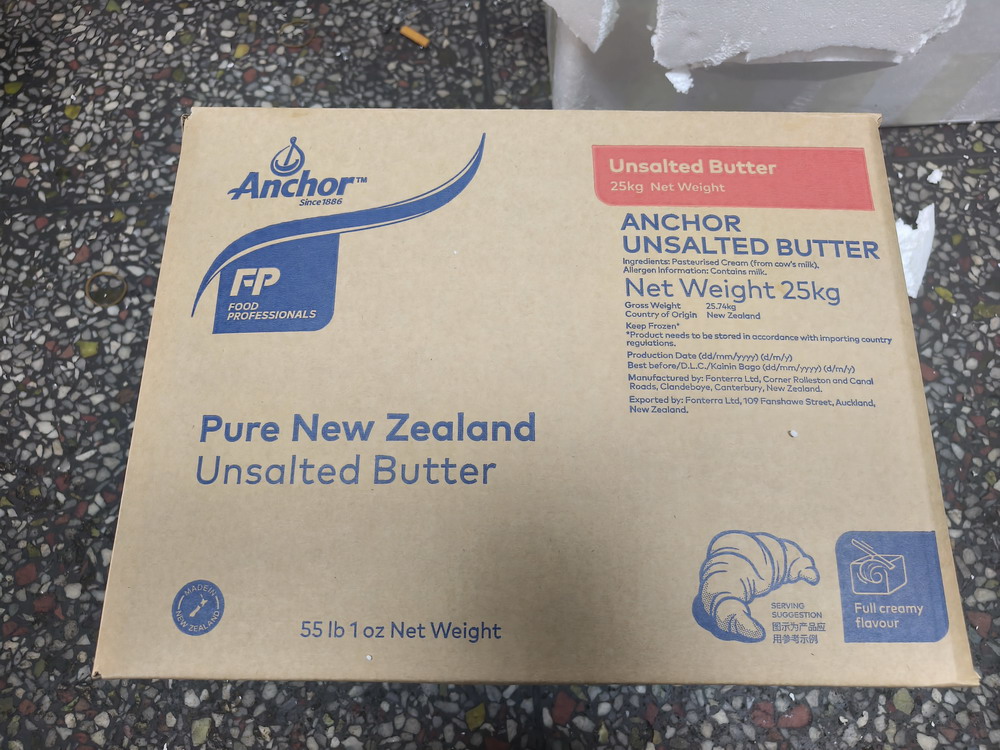 Anchor™
Since 1886
FP
FOOD
PROFESSIONALS
Unsalted Butter
25kg Net Weight
ANCHOR
UNSALTED BUTTER
Ingredients: Pasteurised Cream (from cow's milk).
Allergen Information: Contains milk.
Net Weight 25kg
Gross Weight 25.74kg
Country of Origin New Zealand
Keep Frozen*
*Product needs to be stored in accordance with importing country
regulations.
Production Date (dd/mm/yyyy) (d/m/y)
Best before/D.L.C./Kainin Bago (dd/mm/yyyy) (d/m/y)
Manufactured by: Fonterra Ltd, Corner Rolleston and Canal
Roads, Clandeboye, Canterbury, New Zealand.
Exported by: Fonterra Ltd, 109 Fanshawe Street, Auckland,
New Zealand.
Pure New Zealand
Unsalted Butter
MADE IN
NEW ZEALAND
55 lb 1 oz Net Weight
SERVING
SUGGESTION
图示为产品应
用参考示例
Full creamy
flavour